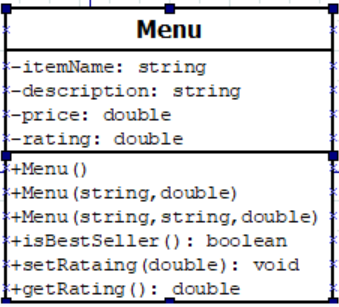 Menu
-itemName: string
-description: string
-price: double
-rating: double
+Menu()
+Menu(string,double)
+Menu(string,string,double)
+isBestSeller(): boolean
+setRataing(double): void
+getRating(): double